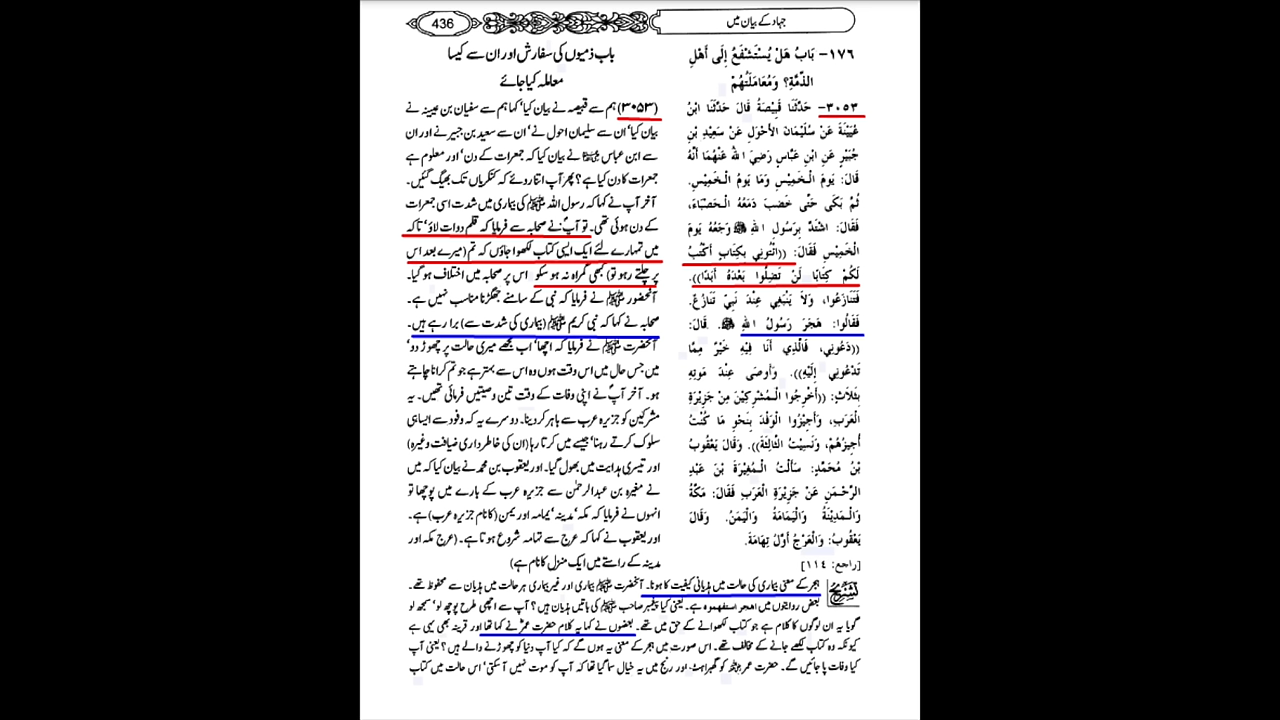 جہاد کے بیان میں
436
١٧٦- بَابُ هَلْ يُسْتَشْفَعُ إِلَى أَهْلِ
الذِّمَّةِ؟ وَمُعَامَلَتُهُمْ
٣٠٥٣- حَدَّثَنَا قَبِيْصَةُ قَالَ حَدَّثَنَا ابْنُ
عُيَيْنَةَ عَنْ سُلَيْمَانَ الأَحْوَلِ عَنْ سَعِيْدِ بْنِ
جُبَيْرٍ عَنِ ابْنِ عَبَّاسٍ رَضِيَ اللهُ عَنْهُمَا أَنَّهُ
قَالَ: يَومَ الْخَمِيْسِ وَمَا يَومُ الْخَمِيْسِ.
ثُمَّ بَكَى حَتَّى خَضَبَ دَمْعُهُ الْحَصْبَاءَ،
فَقَالَ: اشْتَدَّ بِرَسُولِ اللهِ ﷺ وَجَعُهُ يَومَ
الْخَمِيْسِ فَقَالَ: ((ائْتُونِي بِكِتَابٍ أَكْتُبْ
لَكُمْ كِتَابًا لَنْ تَضِلُّوا بَعْدَهُ أَبَدًا)).
فَتَنَازَعُوا، وَلاَ يَنْبَغِي عِنْدَ نَبِيٍّ تَنَازُعٌ.
فَقَالُوا: هَجَرَ رَسُولُ اللهِ ﷺ. قَالَ:
((دَعُونِي، فَالَّذِي أَنَا فِيْهِ خَيْرٌ مِمَّا
تَدْعُونِي إِلَيْهِ)). وَأَوصَى عِنْدَ مَوتِهِ
بِثَلاَثٍ: ((أَخْرِجُوا الْمُشْرِكِيْنَ مِنْ جَزِيْرَةِ
الْعَرَبِ، وَأَجِيْزُوا الْوَفْدَ بِنَحْوِ مَا كُنْتُ
أُجِيْزُهُمْ، وَنَسِيْتُ الثَّالِثَةَ)). وَقَالَ يَعْقُوبُ
بْنُ مُحَمَّدٍ: سَأَلْتُ الْمُغِيْرَةَ بْنَ عَبْدِ
الرَّحْمَنِ عَنْ جَزِيْرَةِ الْعَرَبِ فَقَالَ: مَكَّةُ
وَالْمَدِيْنَةُ وَالْيَمَامَةُ وَالْيَمَنُ. وَقَالَ
يَعْقُوبُ: وَالْعَرْجُ أَوَّلُ تِهَامَةَ.
[راجع: ١١٤]
باب ذمیوں کی سفارش اور ان سے کیسا
معاملہ کیا جائے
(۳۰۵۳) ہم سے قبیصہ نے بیان کیا' کہا ہم سے سفیان بن عیینہ نے
بیان کیا' ان سے سلیمان احول نے' ان سے سعید بن جبیر نے اور ان
سے ابن عباس ؓ نے بیان کیا کہ جمعرات کے دن' اور معلوم ہے
جمعرات کا دن کیا ہے؟ پھر آپ اتنا روئے کہ کنکریاں تک بھیگ گئیں۔
آخر آپ نے کہا کہ رسول اللہ ﷺ کی بیماری میں شدت اسی جمعرات
کے دن ہوئی تھی۔ تو آپؐ نے صحابہ سے فرمایا کہ قلم دوات لاؤ' تاکہ
میں تمہارے لئے ایک ایسی کتاب لکھوا جاؤں کہ تم (میرے بعد اس
پر چلتے رہو تو) کبھی گمراہ نہ ہو سکو اس پر صحابہ میں اختلاف ہو گیا۔
آنحضور ﷺ نے فرمایا کہ نبی کے سامنے جھگڑنا مناسب نہیں ہے۔
صحابہ نے کہا کہ نبی کریم ﷺ (بیماری کی شدت سے) برا رہے ہیں۔
آنحضرت ﷺ نے فرمایا کہ اچھا' اب مجھے میری حالت پر چھوڑ دو'
میں جس حال میں اس وقت ہوں وہ اس سے بہتر ہے جو تم کرانا چاہتے
ہو۔ آخر آپؐ نے اپنی وفات کے وقت تین وصیتیں فرمائی تھیں۔ یہ
مشرکین کو جزیرہ عرب سے باہر کر دینا۔ دوسرے یہ کہ وفود سے ایسا ہی
سلوک کرتے رہنا' جیسے میں کرتا رہا (ان کی خاطرداری ضیافت وغیرہ)
اور تیسری ہدایت میں بھول گیا۔ اور یعقوب بن محمد نے بیان کیا کہ میں
نے مغیرہ بن عبدالرحمٰن سے جزیرہ عرب کے بارے میں پوچھا تو
انہوں نے فرمایا کہ مکہ' مدینہ' یمامہ اور یمن (کا نام جزیرہ عرب) ہے۔
اور یعقوب نے کہا کہ عرج سے تہامہ شروع ہوتا ہے۔ (عرج مکہ اور
مدینہ کے راستے میں ایک منزل کا نام ہے)
تشریح ہجر کے معنی بیماری کی حالت میں ہذیانی کیفیت کا ہونا۔ آنحضرت ﷺ بیماری اور غیر بیماری ہر حالت میں ہذیان سے محفوظ تھے۔
بعض روایتوں میں اھجر استفھموہ ہے۔ یعنی کیا پیغمبر صاحب ﷺ کی باتیں ہذیان ہیں؟ آپ سے اچھی طرح پوچھ لو' سمجھ لو
گویا یہ ان لوگوں کا کلام ہے جو کتاب لکھوانے کے حق میں تھے۔ بعضوں نے کہا یہ کلام حضرت عمرؓ نے کہا تھا اور قرینہ بھی یہی ہے
کیونکہ وہ کتاب لکھے جانے کے مخالف تھے۔ اس صورت میں ہجر کے معنی یہ ہوں گے کہ کیا آپ دنیا کو چھوڑنے والے ہیں؟ یعنی آپ
کیا وفات پا جائیں گے۔ حضرت عمر ؓ کو گھبراہٹ اور رنج میں یہ خیال سما گیا تھا کہ آپ کو موت نہیں آ سکتی' اس حالت میں کتاب